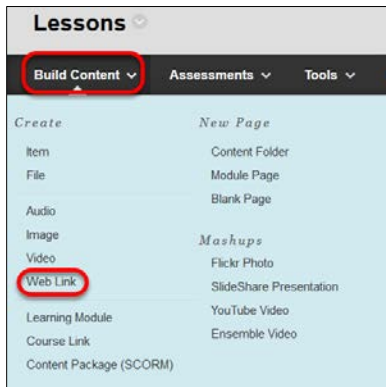 Lessons
Build Content
Assessments
Tools
Create
Item
File
Audio
Image
Video
Web Link
Learning Module
Course Link
Content Package (SCORM)
New Page
Content Folder
Module Page
Blank Page
Mashups
Flickr Photo
SlideShare Presentation
YouTube Video
Ensemble Video